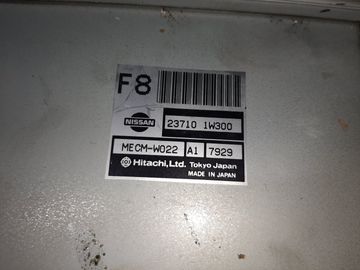 F8
NISSAN
23710 1W300
MECM-W022 A1 7929
Hitachi,Ltd. Tokyo Japan
MADE IN JAPAN